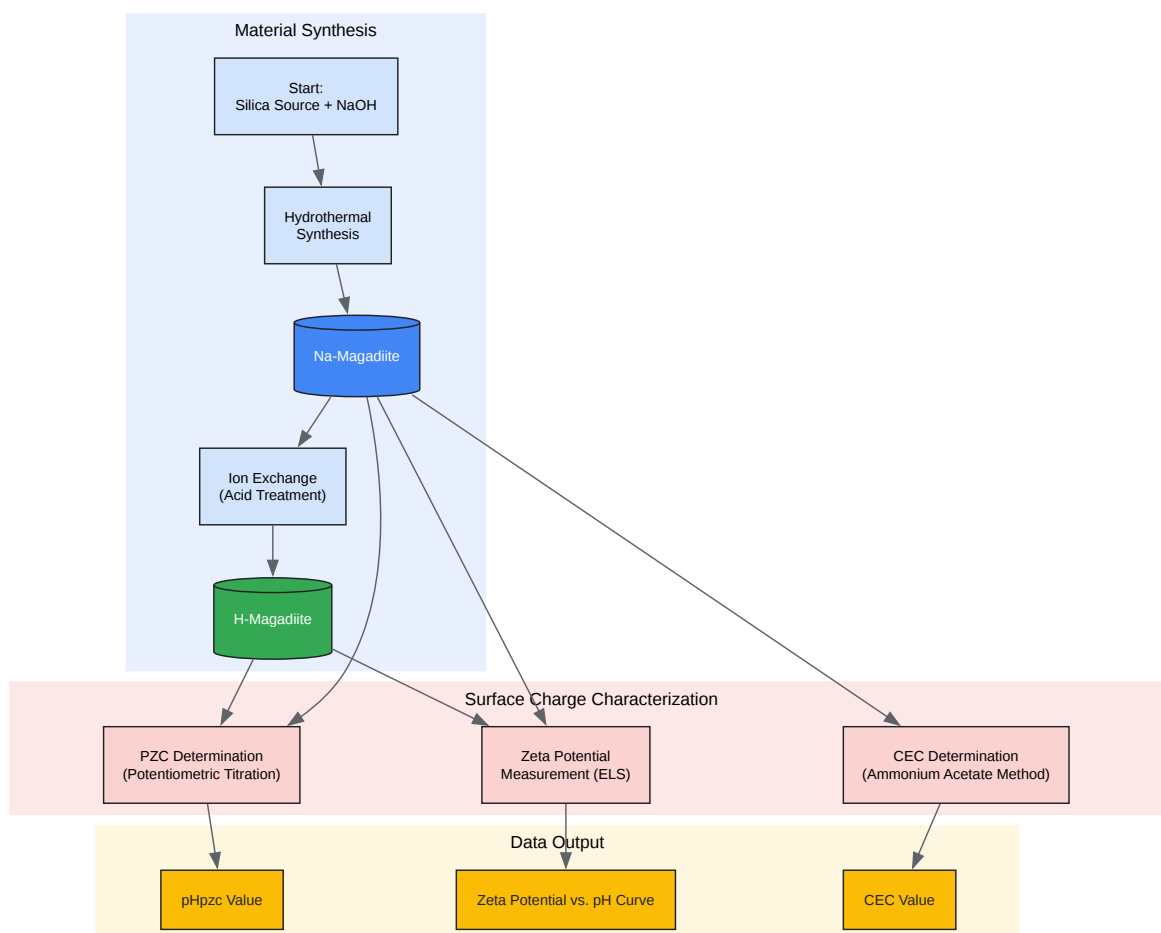 Material Synthesis
Start:
Silica Source + NaOH
Hydrothermal
Synthesis
Na-Magadiite
Ion Exchange
(Acid Treatment)
H-Magadiite
Surface Charge Characterization
PZC Determination
(Potentiometric Titration)
Zeta Potential
Measurement (ELS)
CEC Determination
(Ammonium Acetate Method)
Data Output
pHpzc Value
Zeta Potential vs. pH Curve
CEC Value